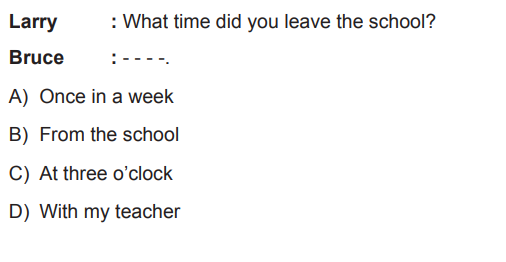 Larry : What time did you leave the school?
Bruce : - - - -.
A) Once in a week
B) From the school
C) At three o’clock
D) With my teacher